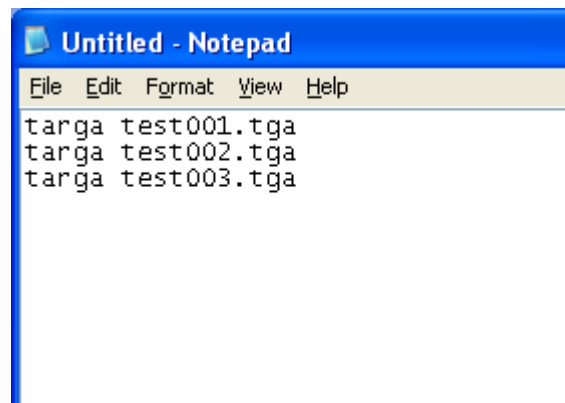 Untitled - Notepad
File Edit Format View Help
targa test001.tga
targa test002.tga
targa test003.tga